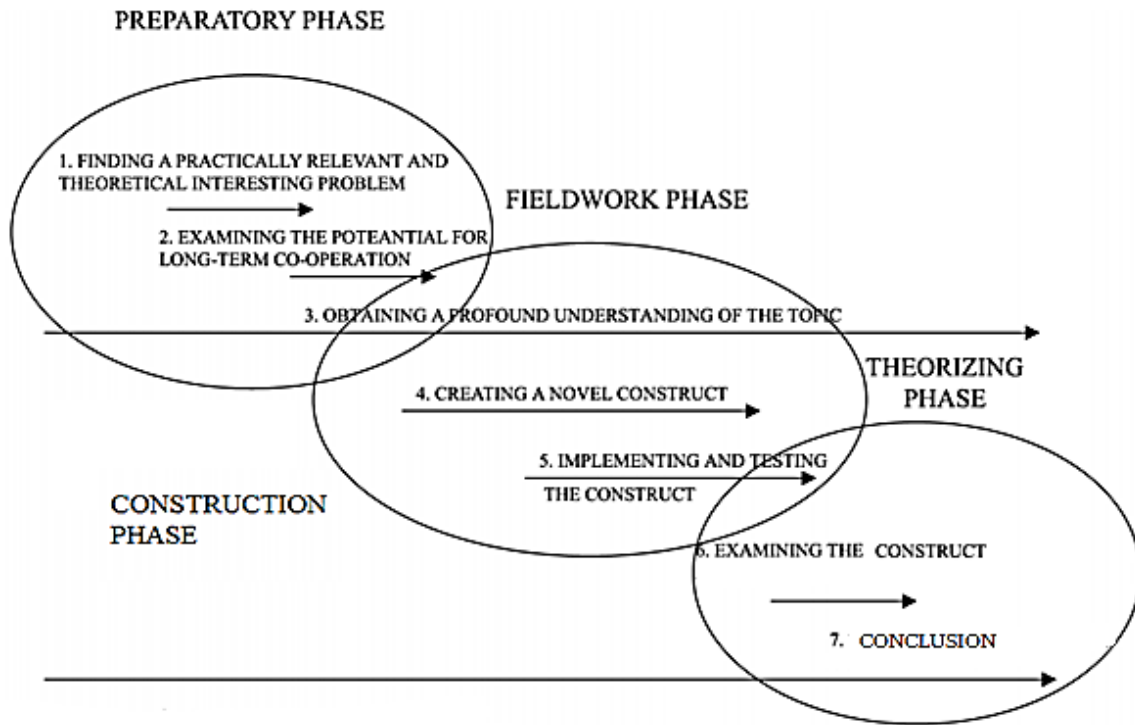 PREPARATORY PHASE
1. FINDING A PRACTICALLY RELEVANT AND
THEORETICAL INTERESTING PROBLEM
FIELDWORK PHASE
2. EXAMINING THE POTEANTIAL FOR
LONG-TERM CO-OPERATION
3. OBTAINING A PROFOUND UNDERSTANDING OF THE TOPIC
THEORIZING
PHASE
4. CREATING A NOVEL CONSTRUCT
5. IMPLEMENTING AND TESTING
THE CONSTRUCT
CONSTRUCTION
PHASE
6. EXAMINING THE CONSTRUCT
7. CONCLUSION